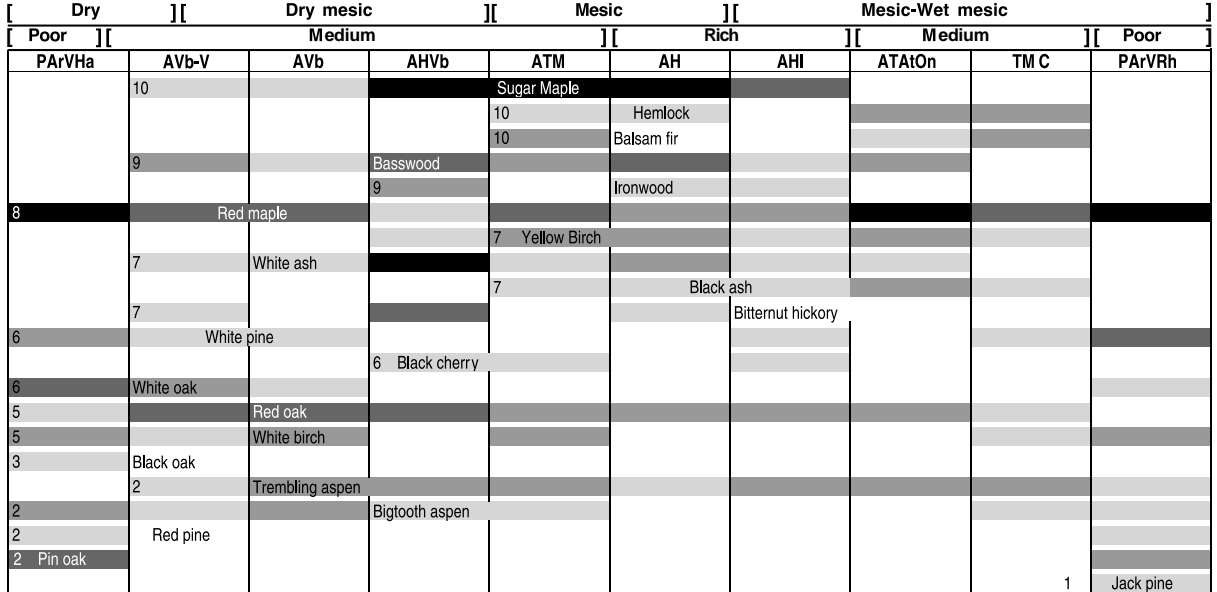 [ Dry ][ Dry mesic ][ Mesic ][ Mesic-Wet mesic ]
[ Poor ][ Medium ][ Rich ][ Medium ][ Poor ]
PArVHa AVb-V AVb AHVb ATM AH AHI ATAtOn TMC PArVRh
10 Sugar Maple
10 Hemlock
10 Balsam fir
9 Basswood
9 Ironwood
8 Red maple
7 Yellow Birch
7 White ash
7 Black ash
7 Bitternut hickory
6 White pine
6 Black cherry
6 White oak
5 Red oak
5 White birch
3 Black oak
2 Trembling aspen
2 Bigtooth aspen
2 Red pine
2 Pin oak
1 Jack pine